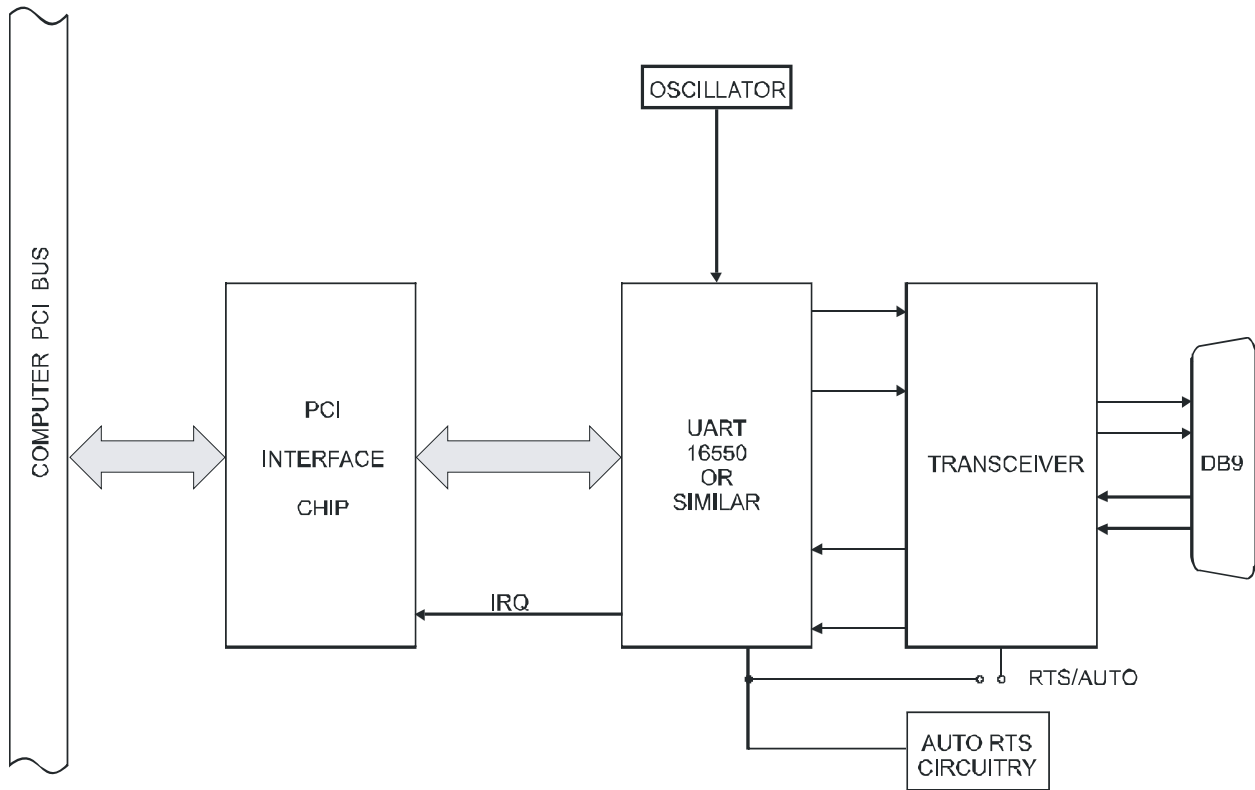 OSCILLATOR
COMPUTER PCI BUS
PCI
INTERFACE
CHIP
UART
16550
OR
SIMILAR
TRANSCEIVER
DB9
IRQ
RTS/AUTO
AUTO RTS
CIRCUITRY